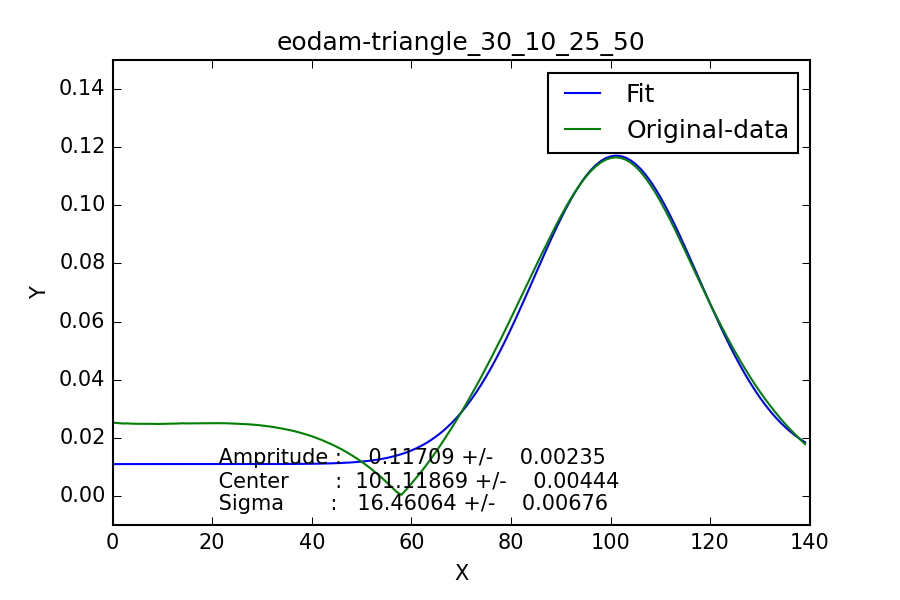 eodam-triangle_30_10_25_50
Fit
Original-data
0.14
0.12
0.10
0.08
0.06
0.04
0.02
0.00
Y
Ampritude : 0.11709 +/- 0.00235
Center : 101.11869 +/- 0.00444
Sigma : 16.46064 +/- 0.00676
0 20 40 60 80 100 120 140
X